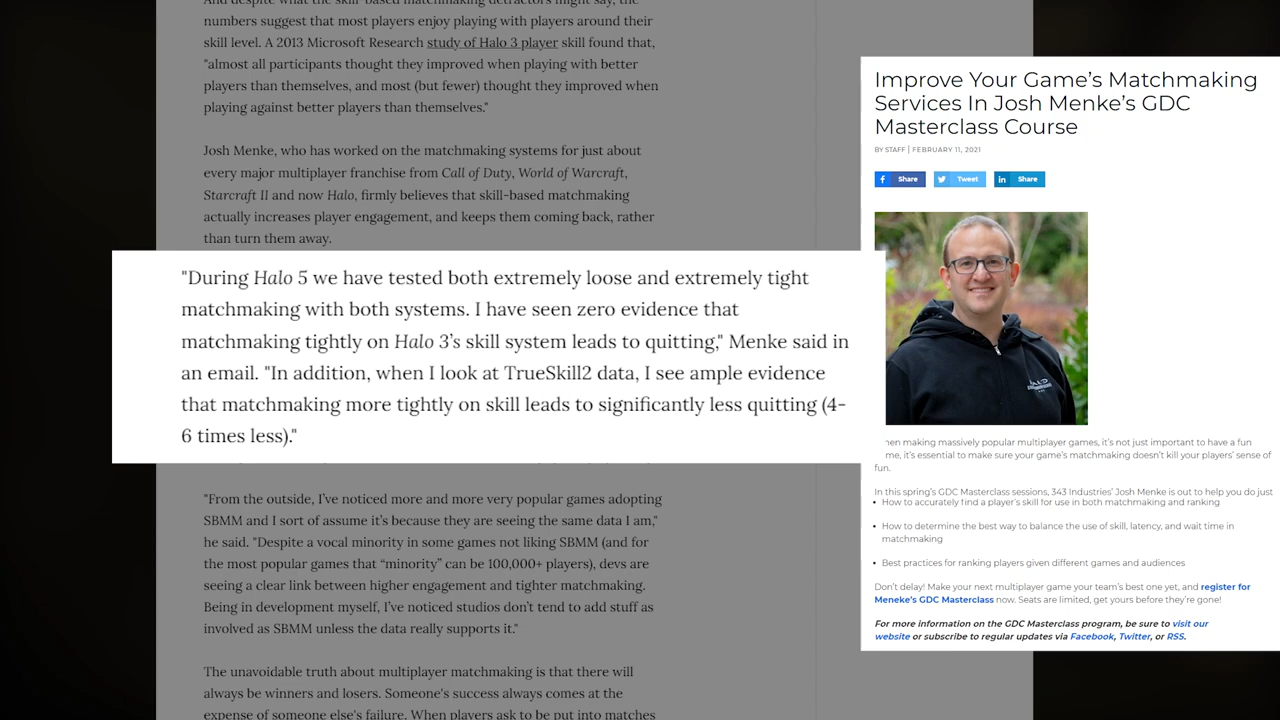 And despite what the skill-based matchmaking detractors might say, the
numbers suggest that most players enjoy playing with players around their
skill level. A 2013 Microsoft Research study of Halo 3 player skill found that,
"almost all participants thought they improved when playing with better
players than themselves, and most (but fewer) thought they improved when
playing against better players than themselves."
Josh Menke, who has worked on the matchmaking systems for just about
every major multiplayer franchise from Call of Duty, World of Warcraft,
Starcraft II and now Halo, firmly believes that skill-based matchmaking
actually increases player engagement, and keeps them coming back, rather
than turn them away.
"During Halo 5 we have tested both extremely loose and extremely tight
matchmaking with both systems. I have seen zero evidence that
matchmaking tightly on Halo 3’s skill system leads to quitting," Menke said in
an email. "In addition, when I look at TrueSkill2 data, I see ample evidence
that matchmaking more tightly on skill leads to significantly less quitting (4-
6 times less)."
"From the outside, I’ve noticed more and more very popular games adopting
SBMM and I sort of assume it’s because they are seeing the same data I am,"
he said. "Despite a vocal minority in some games not liking SBMM (and for
the most popular games that “minority” can be 100,000+ players), devs are
seeing a clear link between higher engagement and tighter matchmaking.
Being in development myself, I’ve noticed studios don’t tend to add stuff as
involved as SBMM unless the data really supports it."
The unavoidable truth about multiplayer matchmaking is that there will
always be winners and losers. Someone's success always comes at the
expense of someone else's failure. When players ask to be put into matches
Improve Your Game’s Matchmaking
Services In Josh Menke’s GDC
Masterclass Course
BY STAFF | FEBRUARY 11, 2021
Share Tweet Share
hen making massively popular multiplayer games, it’s not just important to have a fun
me, it’s essential to make sure your game’s matchmaking doesn’t kill your players’ sense of
fun.
In this spring’s GDC Masterclass sessions, 343 Industries’ Josh Menke is out to help you do just
• How to accurately find a player’s skill for use in both matchmaking and ranking
• How to determine the best way to balance the use of skill, latency, and wait time in
matchmaking
• Best practices for ranking players given different games and audiences
Don’t delay! Make your next multiplayer game your team’s best one yet, and register for
Meneke’s GDC Masterclass now. Seats are limited, get yours before they’re gone!
For more information on the GDC Masterclass program, be sure to visit our
website or subscribe to regular updates via Facebook, Twitter, or RSS.